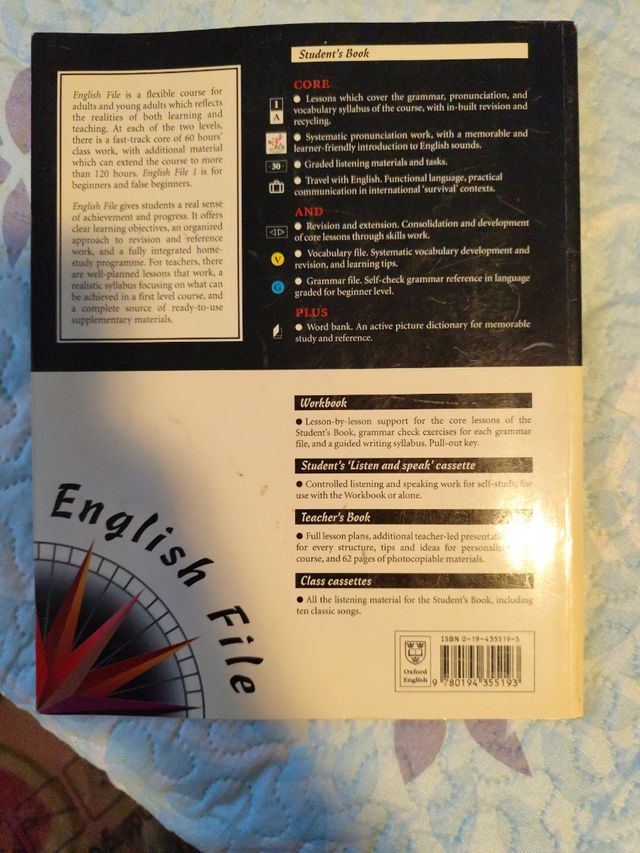 English File is a flexible course for
adults and young adults which reflects
the realities of both learning and
teaching. At each of the two levels,
there is a fast-track core of 60 hours'
class work, with additional material
which can extend the course to more
than 120 hours. English File 1 is for
beginners and false beginners.
English File gives students a real sense
of achievement and progress. It offers
clear learning objectives, an organized
approach to revision and reference
work, and a fully integrated home-
study programme. For teachers, there
are well-planned lessons that work, a
realistic syllabus focusing on what can
be achieved in a first level course, and
a complete source of ready-to-use
supplementary materials.
Student's Book
CORE
1
A
● Lessons which cover the grammar, pronunciation, and
vocabulary syllabus of the course, with in-built revision and
recycling.
● Systematic pronunciation work, with a memorable and
learner-friendly introduction to English sounds.
30
● Graded listening materials and tasks.
● Travel with English. Functional language, practical
communication in international 'survival' contexts.
AND
● Revision and extension. Consolidation and development
of core lessons through skills work.
V
● Vocabulary file. Systematic vocabulary development and
revision, and learning tips.
G
● Grammar file. Self-check grammar reference in language
graded for beginner level.
PLUS
● Word bank. An active picture dictionary for memorable
study and reference.
Workbook
● Lesson-by-lesson support for the core lessons of the
Student's Book, grammar check exercises for each grammar
file, and a guided writing syllabus. Pull-out key.
Student's 'Listen and speak' cassette
● Controlled listening and speaking work for self-study, for
use with the Workbook or alone.
Teacher's Book
● Full lesson plans, additional teacher-led
for every structure, tips and ideas for
course, and 62 pages of photocopiable materials.
Class cassettes
● All the listening material for the Student's Book, including
ten classic songs.
English File
Oxford
English
ISBN 0-19-435519-5
9 780194 355193